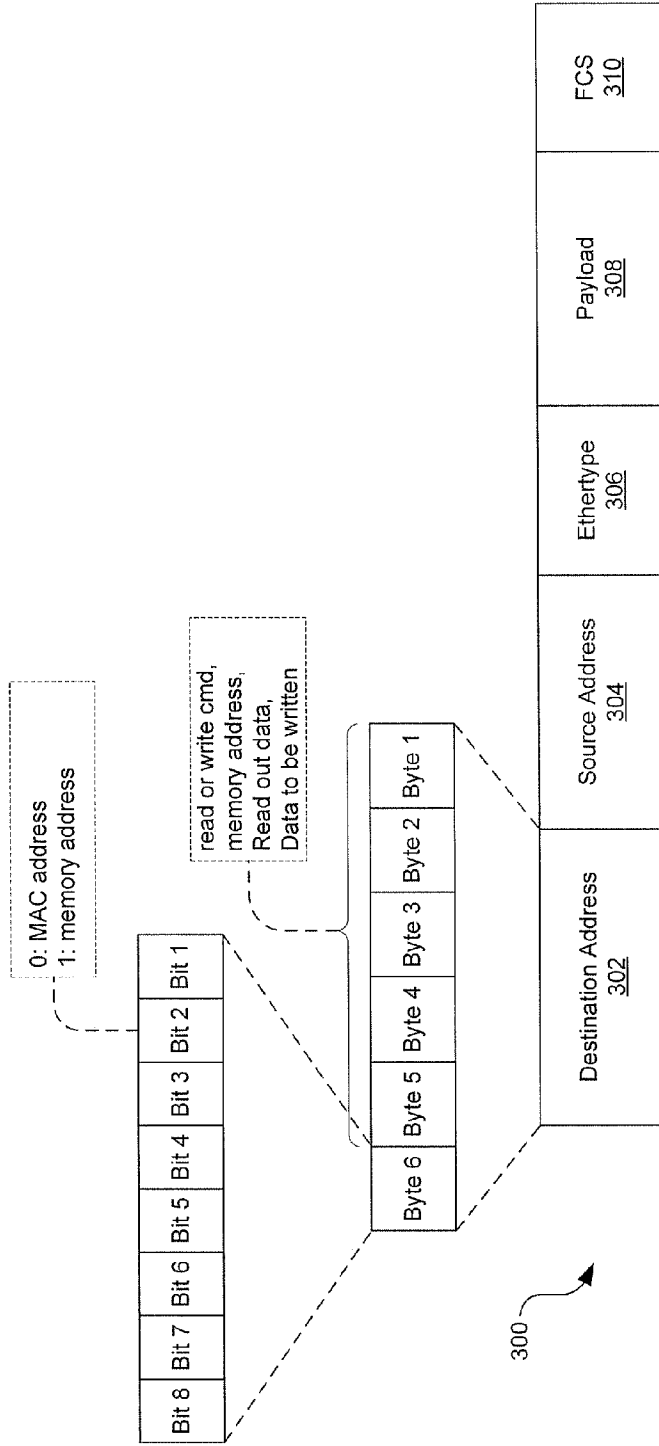 0: MAC address
1: memory address
Bit 8 Bit 7 Bit 6 Bit 5 Bit 4 Bit 3 Bit 2 Bit 1
read or write cmd,
memory address,
Read out data,
Data to be written
Byte 6 Byte 5 Byte 4 Byte 3 Byte 2 Byte 1
300
Destination Address
302
Source Address
304
Ethertype
306
Payload
308
FCS
310